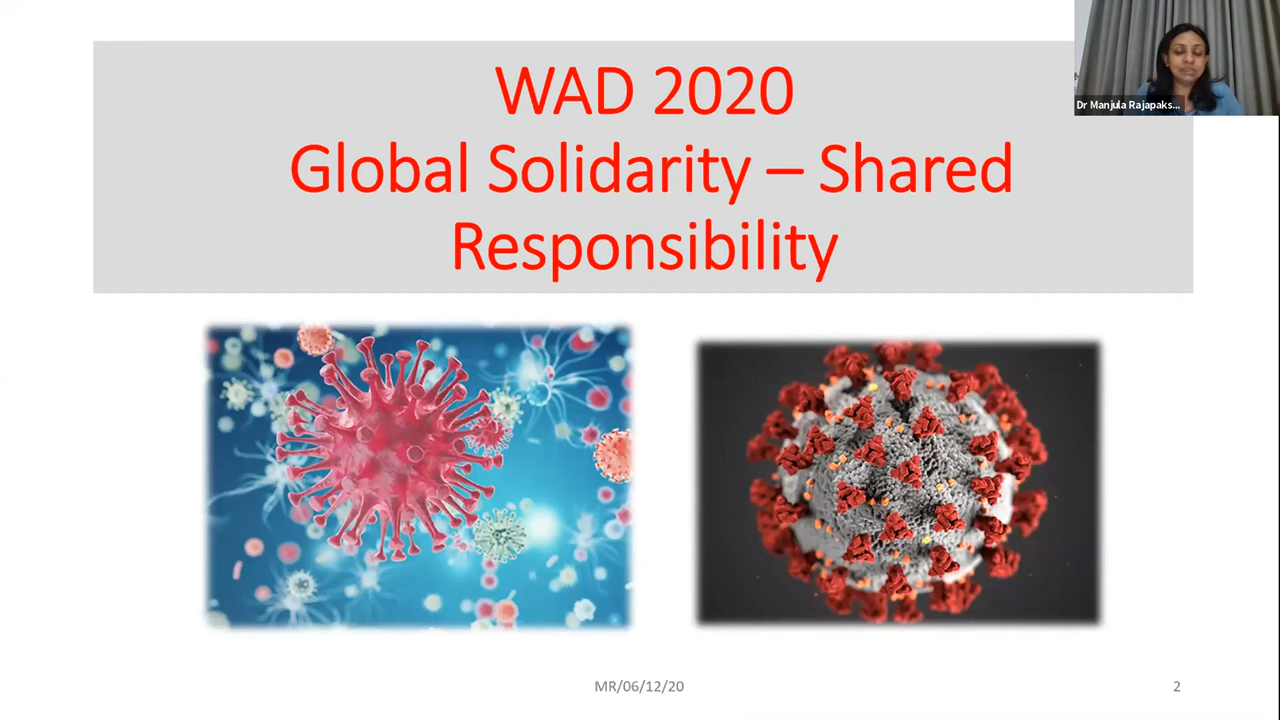 WAD 2020
Global Solidarity – Shared
Responsibility
Dr Manjula Rajapaks...
MR/06/12/20
2